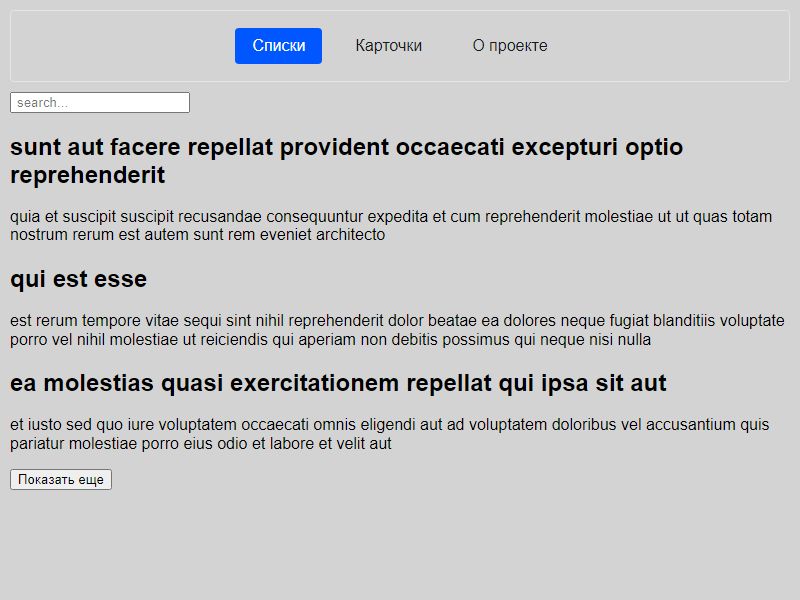 Списки Карточки О проекте
search...
sunt aut facere repellat provident occaecati excepturi optio
reprehenderit
quia et suscipit suscipit recusandae consequuntur expedita et cum reprehenderit molestiae ut ut quas totam
nostrum rerum est autem sunt rem eveniet architecto
qui est esse
est rerum tempore vitae sequi sint nihil reprehenderit dolor beatae ea dolores neque fugiat blanditiis voluptate
porro vel nihil molestiae ut reiciendis qui aperiam non debitis possimus qui neque nisi nulla
ea molestias quasi exercitationem repellat qui ipsa sit aut
et iusto sed quo iure voluptatem occaecati omnis eligendi aut ad voluptatem doloribus vel accusantium quis
pariatur molestiae porro eius odio et labore et velit aut
Показать еще